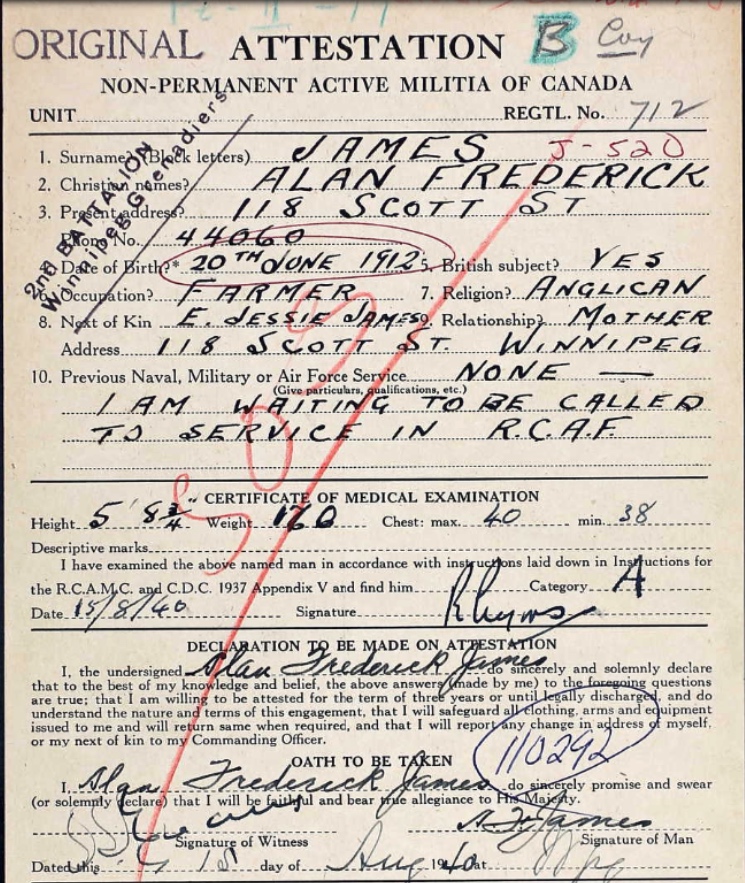 ORIGINAL ATTESTATION B Coy
NON-PERMANENT ACTIVE MILITIA OF CANADA
UNIT REGTL. No. 712
2nd BATTALION
Winnipeg Grenadiers
1. Surname? (Block letters) JAMES J-520
2. Christian names? ALAN FREDERICK
3. Present address? 118 SCOTT ST
Phone No. 44060
Date of Birth?* 20TH JUNE 1912 5. British subject? YES
Occupation? FARMER 7. Religion? ANGLICAN
8. Next of Kin E. JESSIE JAMES 9. Relationship? MOTHER
Address 118 SCOTT ST. WINNIPEG
10. Previous Naval, Military or Air Force Service NONE —
(Give particulars, qualifications, etc.)
I AM WAITING TO BE CALLED
TO SERVICE IN R.C.A.F.
CERTIFICATE OF MEDICAL EXAMINATION
Height 5' 8 3/4" Weight 160 Chest: max. 40 min. 38
Descriptive marks
I have examined the above named man in accordance with instructions laid down in Instructions for
the R.C.A.M.C. and C.D.C. 1937 Appendix V and find him Category A
Date 15/8/40 Signature
DECLARATION TO BE MADE ON ATTESTATION
I, the undersigned Alan Frederick James do sincerely and solemnly declare
that to the best of my knowledge and belief, the above answers (made by me) to the foregoing questions
are true; that I am willing to be attested for the term of three years or until legally discharged, and do
understand the nature and terms of this engagement, that I will safeguard all clothing, arms and equipment
issued to me and will return same when required, and that I will report any change in address of myself,
or my next of kin to my Commanding Officer.
110292
OATH TO BE TAKEN
I, Alan Frederick James do sincerely promise and swear
(or solemnly declare) that I will be faithful and bear true allegiance to His Majesty.
A F James
Signature of Witness Signature of Man
Dated this 15 day of Aug 1940 at Wpg